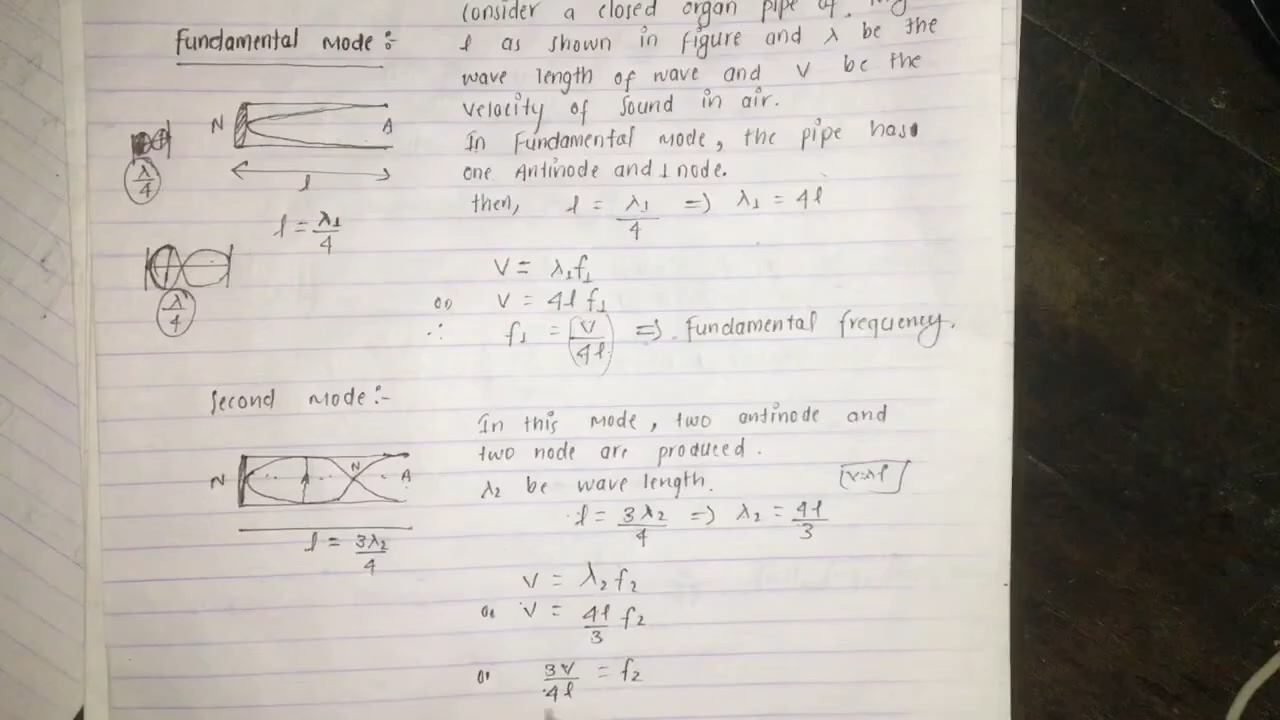 Consider a closed organ pipe of
Fundamental Mode :-
l as shown in figure and λ be the
wave length of wave and V be the
velocity of sound in air.
N A
In Fundamental mode, the pipe has
one Antinode and 1 node.
λ/4
l
then, l = λ1/4 => λ1 = 4l
l = λ1/4
V = λ1f1
λ/4
or V = 4l f1
∴ f1 = V/4l => Fundamental frequency.
Second Mode :-
In this mode, two antinode and
two node are produced.
N A N A
λ2 be wave length. V=λf
l = 3λ2/4 => λ2 = 4l/3
l = 3λ2/4
V = λ2f2
or V = 4l/3 f2
or 3V/4l = f2